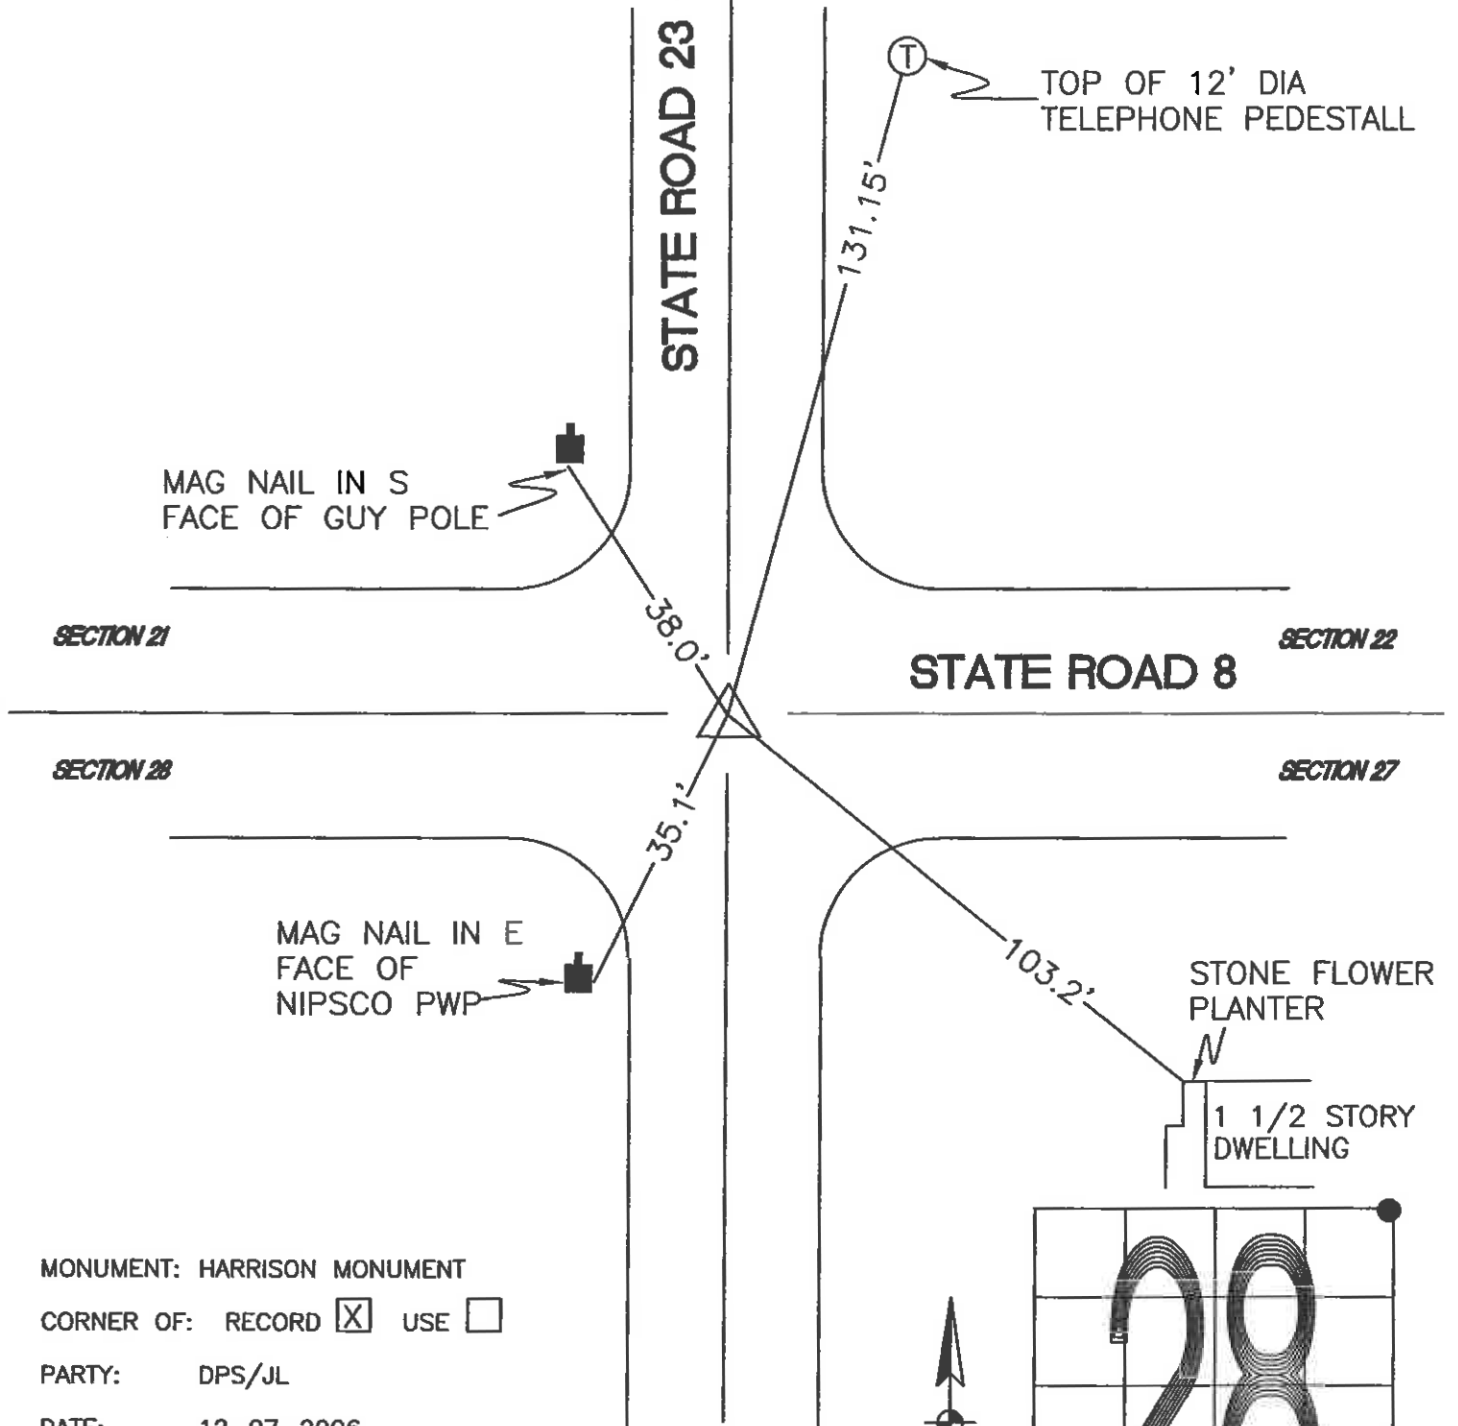 STATE ROAD 23
T
TOP OF 12' DIA
TELEPHONE PEDESTALL
131.15'
MAG NAIL IN S
FACE OF GUY POLE
38.0'
SECTION 21
SECTION 22
STATE ROAD 8
SECTION 28
SECTION 27
35.1'
MAG NAIL IN E
FACE OF
NIPSCO PWP
103.2'
STONE FLOWER
PLANTER
1 1/2 STORY
DWELLING
MONUMENT: HARRISON MONUMENT
CORNER OF: RECORD X USE
PARTY: DPS/JL
DATE:
28